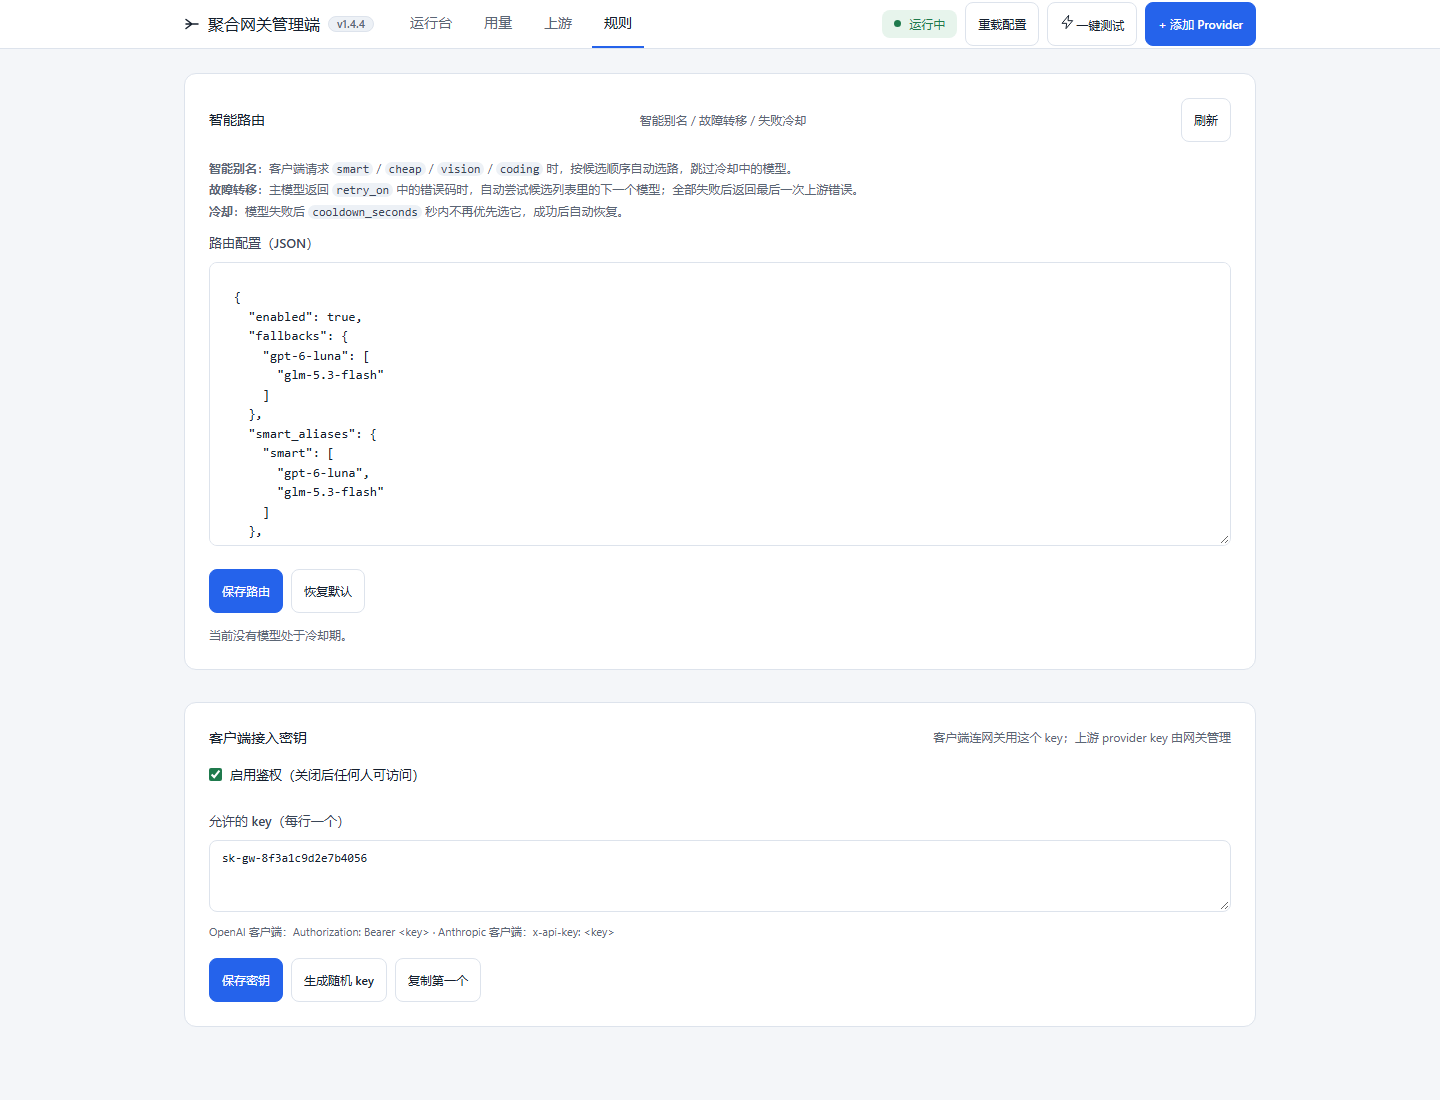 聚合网关管理端 v1.4.4 运行台 用量 上游 规则 运行中 重载配置 一键测试 + 添加 Provider
智能路由 智能别名 / 故障转移 / 失败冷却 刷新
智能别名：客户端请求 smart / cheap / vision / coding 时，按候选顺序自动选路，跳过冷却中的模型。
故障转移：主模型返回 retry_on 中的错误码时，自动尝试候选列表里的下一个模型；全部失败后返回最后一次上游错误。
冷却：模型失败后 cooldown_seconds 秒内不再优先选它，成功后自动恢复。
路由配置（JSON）
{
  "enabled": true,
  "fallbacks": {
    "gpt-6-luna": [
      "glm-5.3-flash"
    ]
  },
  "smart_aliases": {
    "smart": [
      "gpt-6-luna",
      "glm-5.3-flash"
    ]
  },
保存路由 恢复默认
当前没有模型处于冷却期。
客户端接入密钥 客户端连网关用这个 key；上游 provider key 由网关管理
启用鉴权（关闭后任何人可访问）
允许的 key（每行一个）
sk-gw-8f3a1c9d2e7b4056
OpenAI 客户端：Authorization: Bearer <key> · Anthropic 客户端：x-api-key: <key>
保存密钥 生成随机 key 复制第一个